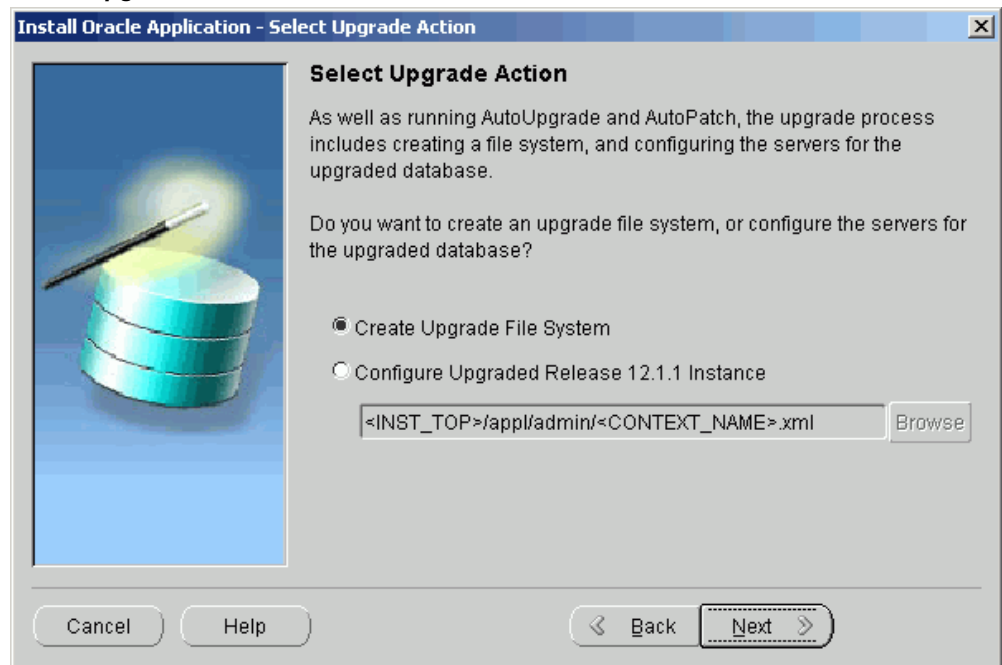 Install Oracle Application - Select Upgrade Action
Select Upgrade Action
As well as running AutoUpgrade and AutoPatch, the upgrade process
includes creating a file system, and configuring the servers for the
upgraded database.
Do you want to create an upgrade file system, or configure the servers for
the upgraded database?
Create Upgrade File System
Configure Upgraded Release 12.1.1 Instance
<INST_TOP>/appl/admin/<CONTEXT_NAME>.xml
Browse
Cancel
Help
Back
Next